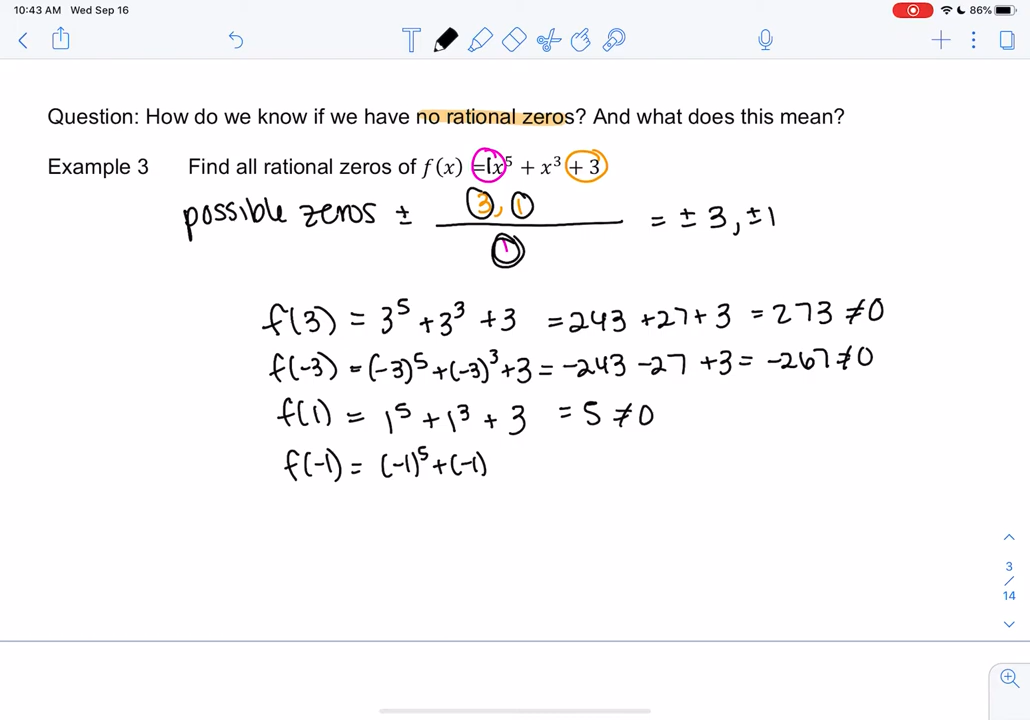 10:43 AM Wed Sep 16 86%
Question: How do we know if we have no rational zeros? And what does this mean?
Example 3 Find all rational zeros of f(x) = 1x⁵ + x³ + 3
possible zeros ± 3, 1 / 1 = ± 3, ±1
f(3) = 3⁵ + 3³ + 3 = 243 + 27 + 3 = 273 ≠ 0
f(-3) = (-3)⁵ + (-3)³ + 3 = -243 - 27 + 3 = -267 ≠ 0
f(1) = 1⁵ + 1³ + 3 = 5 ≠ 0
f(-1) = (-1)⁵ + (-1)
3
/
14